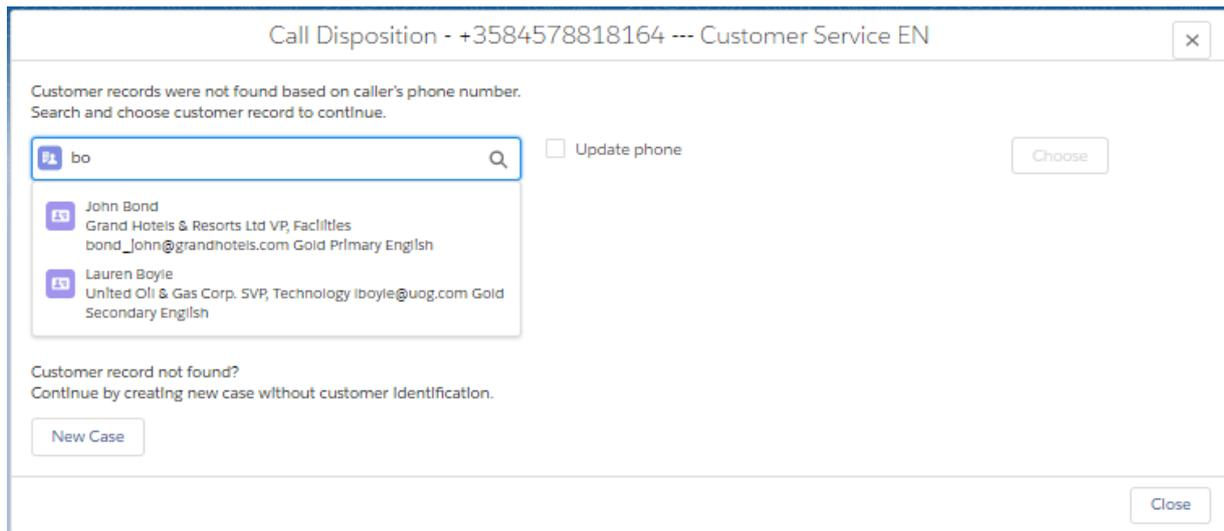 Call Disposition - +3584578818164 --- Customer Service EN
Customer records were not found based on caller's phone number.
Search and choose customer record to continue.
bo
Update phone
Choose
John Bond
Grand Hotels & Resorts Ltd VP, Facilities
bond_john@grandhotels.com Gold Primary English
Lauren Boyle
United Oil & Gas Corp. SVP, Technology lboyle@uog.com Gold
Secondary English
Customer record not found?
Continue by creating new case without customer identification.
New Case
Close